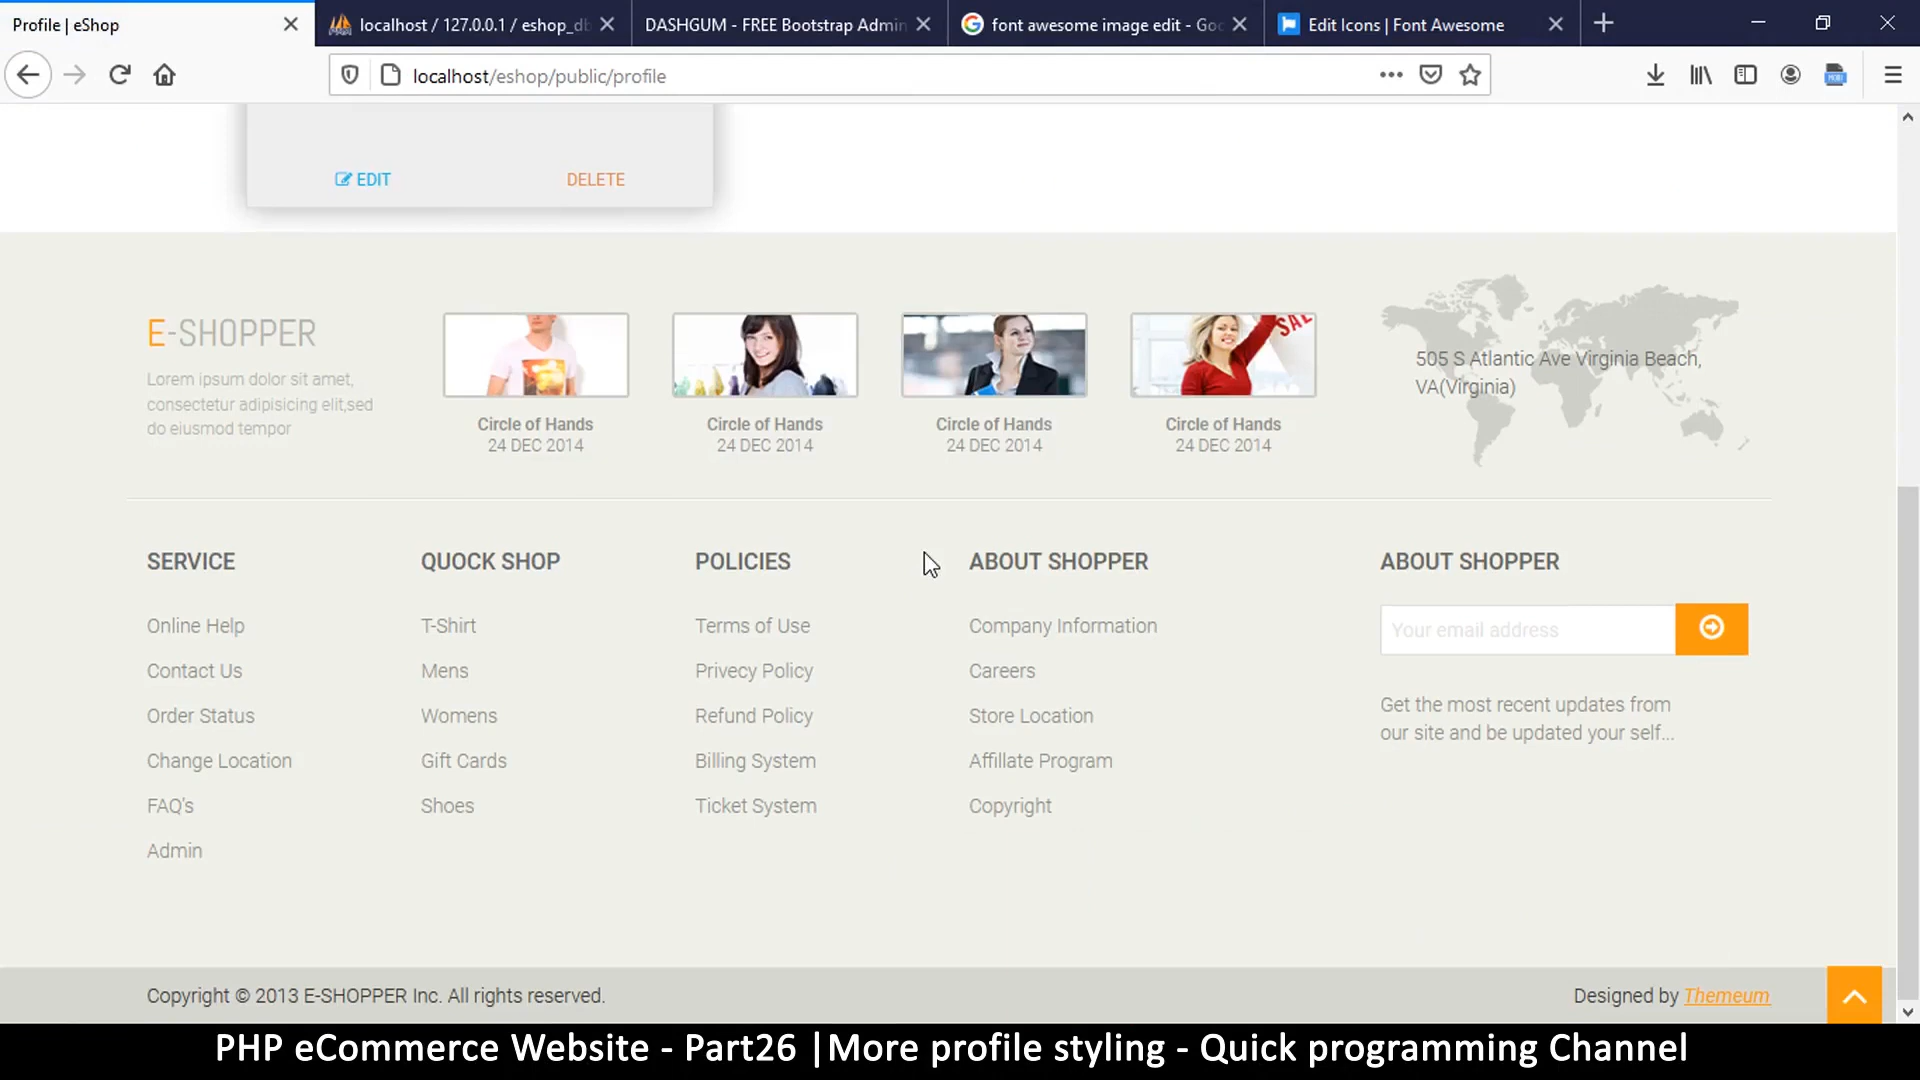 Profile | eShop
localhost / 127.0.0.1 / eshop_db
DASHGUM - FREE Bootstrap Admin
font awesome image edit - Goo
Edit Icons | Font Awesome
localhost/eshop/public/profile
EDIT
DELETE
E-SHOPPER
Lorem ipsum dolor sit amet,
consectetur adipisicing elit,sed
do eiusmod tempor
Circle of Hands
24 DEC 2014
Circle of Hands
24 DEC 2014
Circle of Hands
24 DEC 2014
SALE
Circle of Hands
24 DEC 2014
505 S Atlantic Ave Virginia Beach,
VA(Virginia)
SERVICE
Online Help
Contact Us
Order Status
Change Location
FAQ's
Admin
QUOCK SHOP
T-Shirt
Mens
Womens
Gift Cards
Shoes
POLICIES
Terms of Use
Privecy Policy
Refund Policy
Billing System
Ticket System
ABOUT SHOPPER
Company Information
Careers
Store Location
Affillate Program
Copyright
ABOUT SHOPPER
Your email address
Get the most recent updates from
our site and be updated your self...
Copyright © 2013 E-SHOPPER Inc. All rights reserved.
Designed by Themeum
PHP eCommerce Website - Part26 |More profile styling - Quick programming Channel